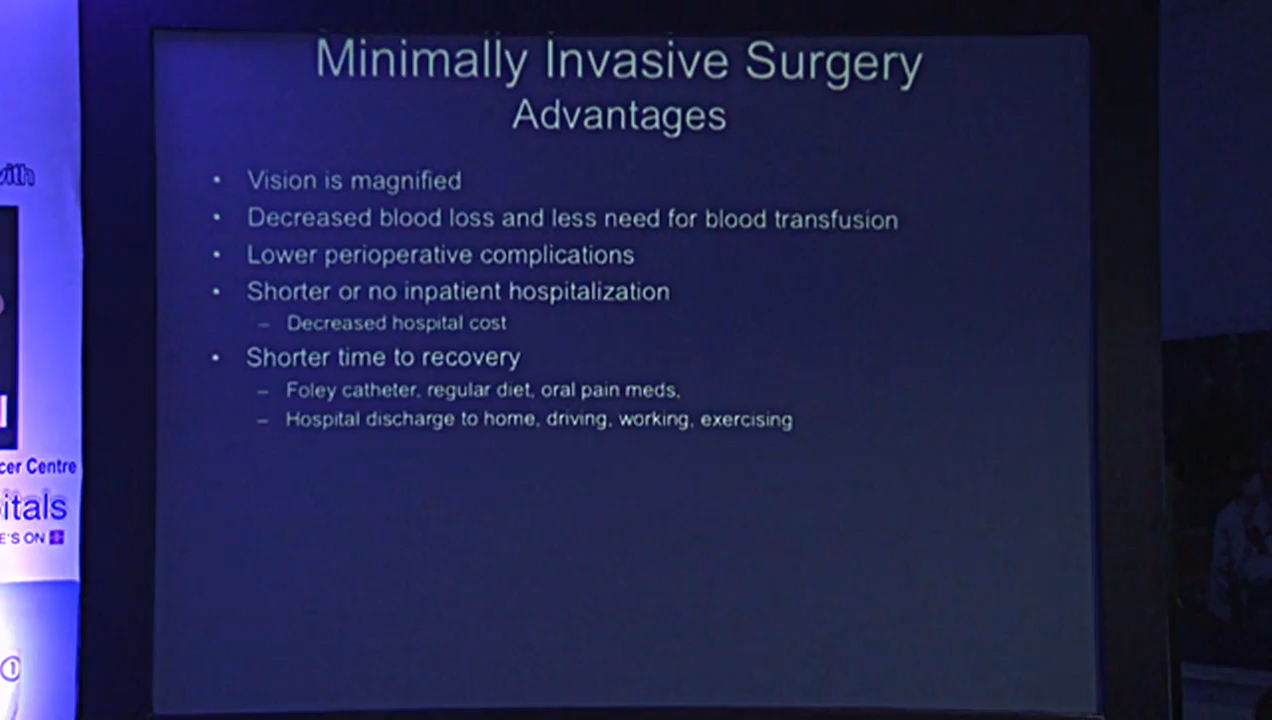 Minimally Invasive Surgery
Advantages
• Vision is magnified
• Decreased blood loss and less need for blood transfusion
• Lower perioperative complications
• Shorter or no inpatient hospitalization
– Decreased hospital cost
• Shorter time to recovery
– Foley catheter, regular diet, oral pain meds,
– Hospital discharge to home, driving, working, exercising
with
cer Centre
itals
E'S ON
1